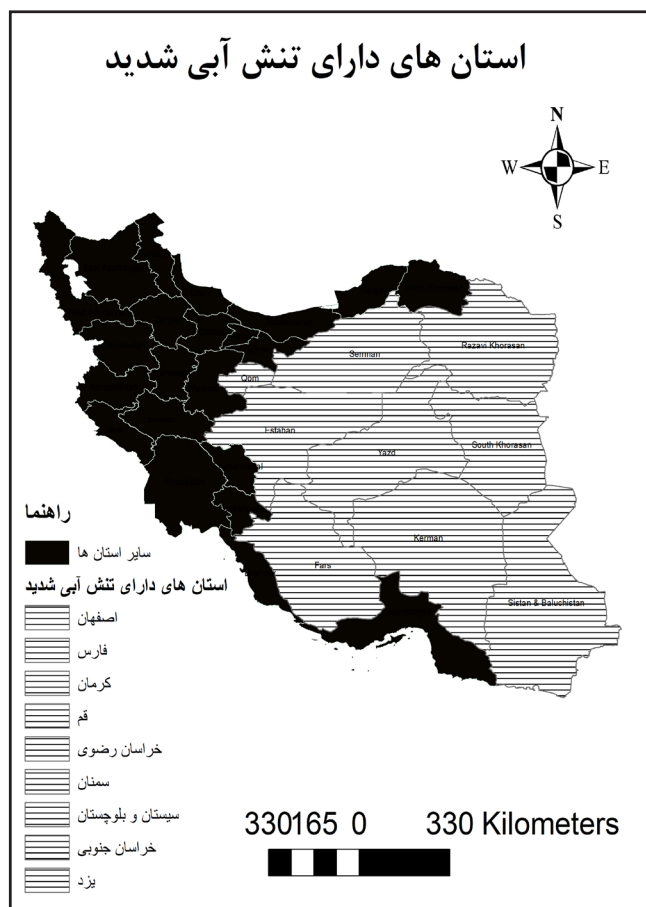 استان های دارای تنش آبی شدید
N
W E
S
Semnan
Razavi Khorasan
Qom
Esfahan
Yazd
South Khorasan
Kerman
Fars
Sistan & Baluchistan
راهنما
سایر استان ها
استان های دارای تنش آبی شدید
اصفهان
فارس
کرمان
قم
خراسان رضوی
سمنان
سیستان و بلوچستان
خراسان جنوبی
یزد
330165 0 330 Kilometers